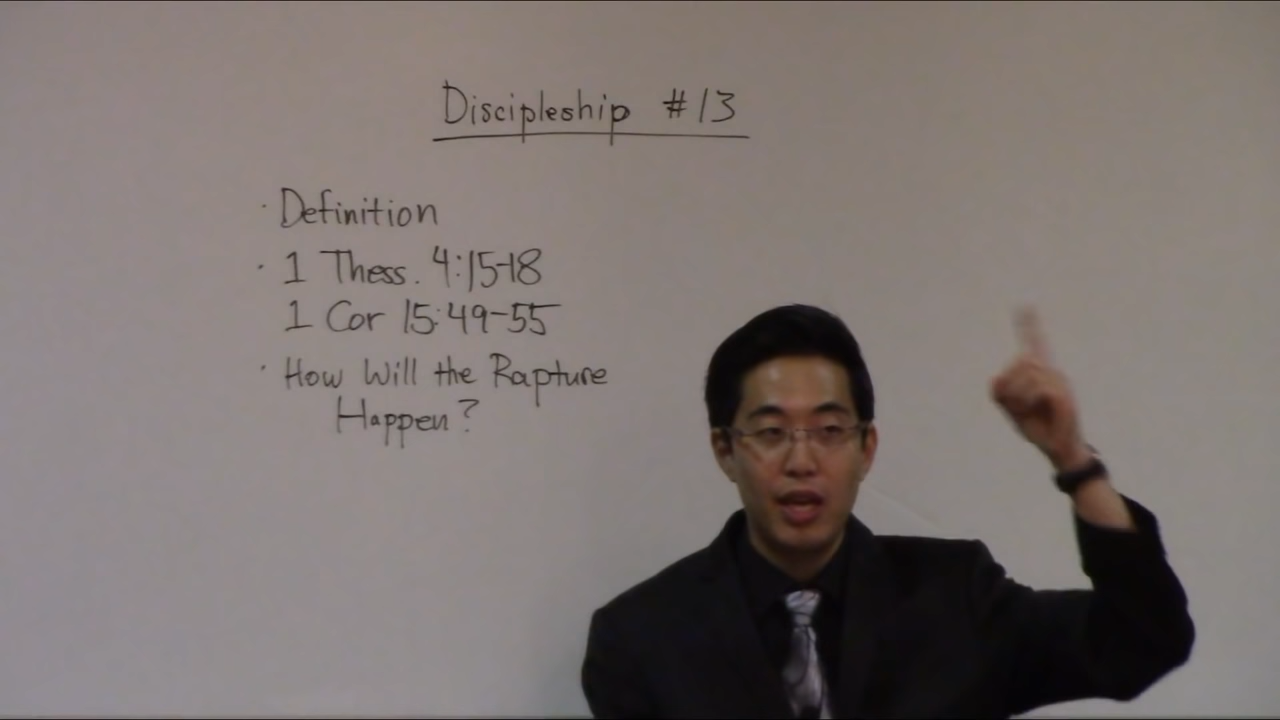 Discipleship #13
· Definition
· 1 Thess. 4:15-18
1 Cor 15:49-55
· How Will the Rapture
Happen?